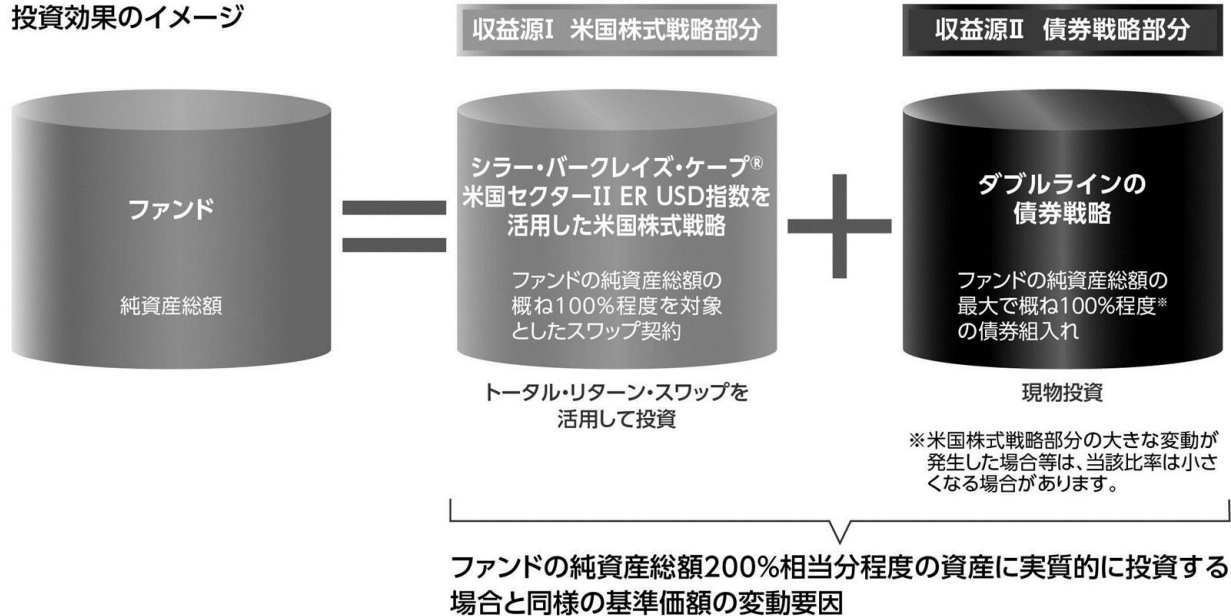 投資効果のイメージ
収益源I 米国株式戦略部分
収益源II 債券戦略部分
ファンド
純資産総額
シラー・バークレイズ・ケープ®
米国セクターII ER USD指数を
活用した米国株式戦略
ファンドの純資産総額の
概ね100%程度を対象
としたスワップ契約
ダブルラインの
債券戦略
ファンドの純資産総額の
最大で概ね100%程度※
の債券組入れ
トータル・リターン・スワップを
活用して投資
現物投資
※米国株式戦略部分の大きな変動が
発生した場合等は、当該比率は小さ
くなる場合があります。
ファンドの純資産総額200%相当分程度の資産に実質的に投資する
場合と同様の基準価額の変動要因